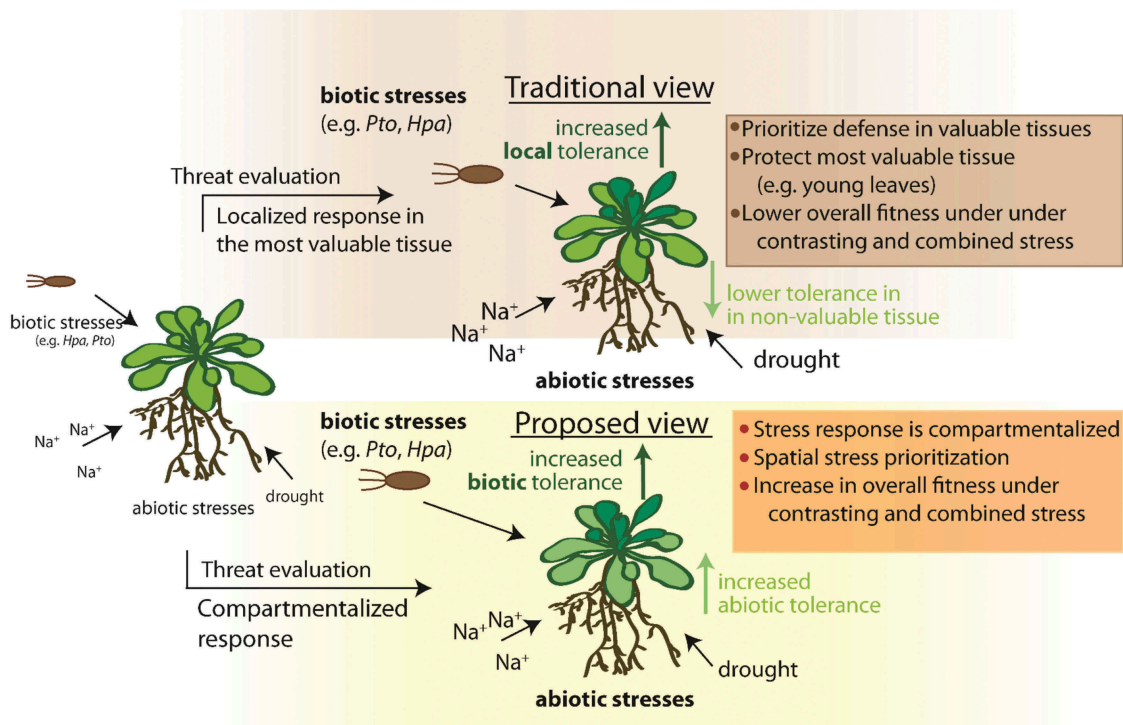 biotic stresses
(e.g. Pto, Hpa)
Traditional view
increased
local tolerance
Threat evaluation
Localized response in
the most valuable tissue
•Prioritize defense in valuable tissues
•Protect most valuable tissue
(e.g. young leaves)
•Lower overall fitness under under
contrasting and combined stress
lower tolerance in
in non-valuable tissue
Na⁺
Na⁺
Na⁺
drought
abiotic stresses
biotic stresses
(e.g. Hpa, Pto)
Na⁺
Na⁺
Na⁺
drought
abiotic stresses
biotic stresses
(e.g. Pto, Hpa)
Proposed view
increased
biotic tolerance
• Stress response is compartmentalized
• Spatial stress prioritization
• Increase in overall fitness under
contrasting and combined stress
Threat evaluation
Compartmentalized
response
increased
abiotic tolerance
Na⁺
Na⁺
Na⁺
drought
abiotic stresses